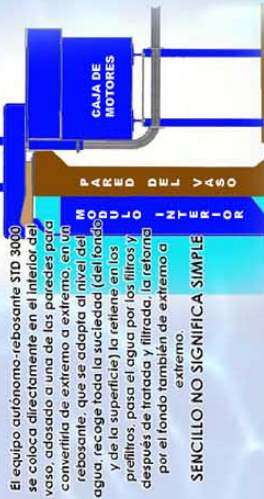 El equipo autónomo-rebosante STD 3000
se coloca directamente en el interior del
vaso, adosado a una de las paredes para
convertirla de extremo a extremo, en un
rebosante, que se adapta al nivel del
agua, recoge toda la suciedad (del fondo
y de la superficie) la retiene en los
prefiltros, pasa el agua por los filtros y
después de tratada y filtrada, la retorna
por el fondo también de extremo a
extremo.
SENCILLO NO SIGNIFICA SIMPLE
CAJA DE
MOTORES
PARED DEL VASO
MODULO INTERIOR